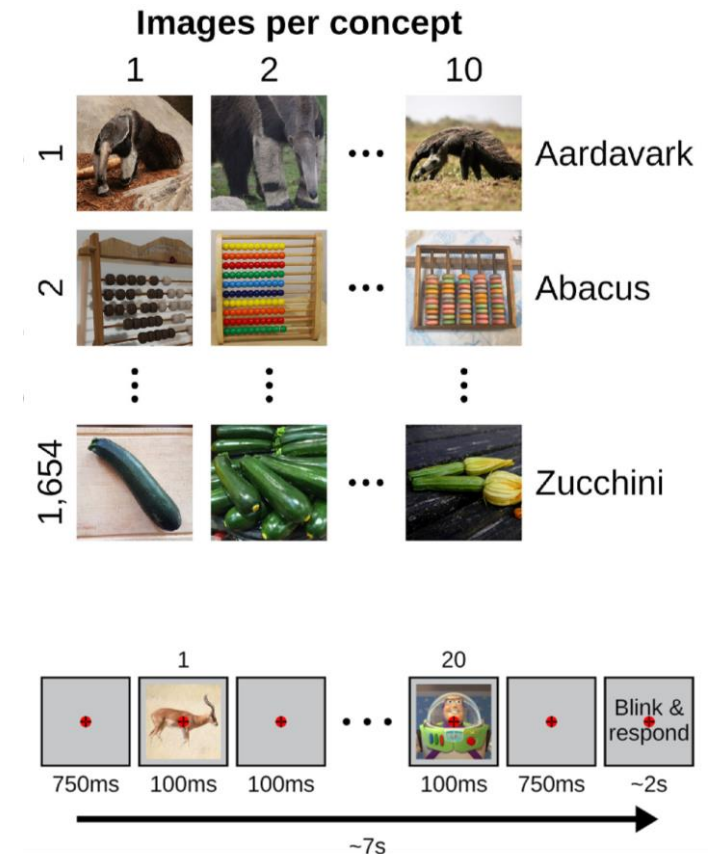 Images per concept
1 2 ... 10
1 ... Aardavark
2 ... Abacus
1,654 ... Zucchini
1 20
Blink &
respond
750ms 100ms 100ms 100ms 750ms ~2s
~7s